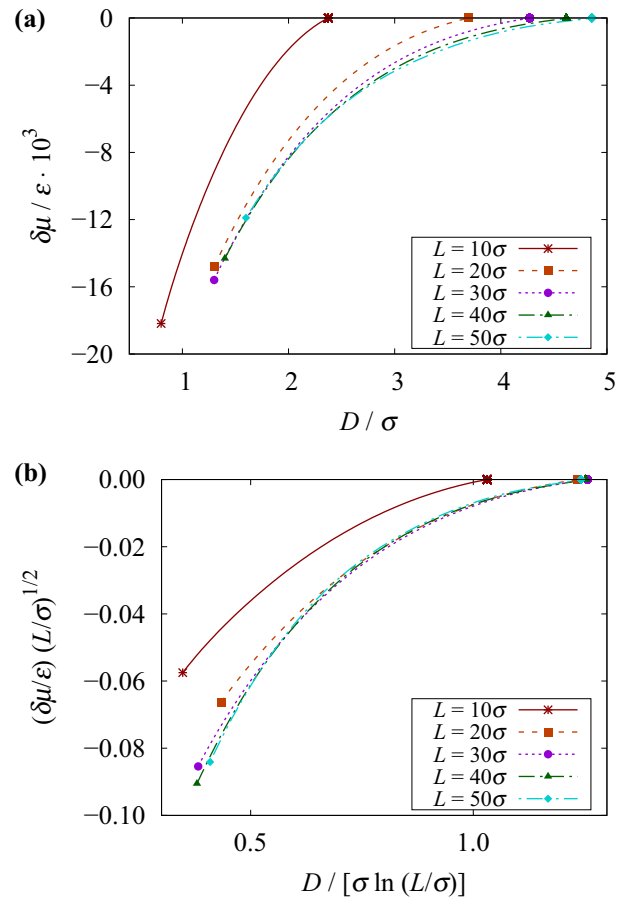 (a)
0
−4
−8
−12
−16
−20
δμ / ε · 10³
L = 10σ
L = 20σ
L = 30σ
L = 40σ
L = 50σ
1 2 3 4 5
D / σ
(b)
0.00
−0.02
−0.04
−0.06
−0.08
−0.10
(δμ/ε) (L/σ)^1/2
L = 10σ
L = 20σ
L = 30σ
L = 40σ
L = 50σ
0.5 1.0
D / [σ ln (L/σ)]